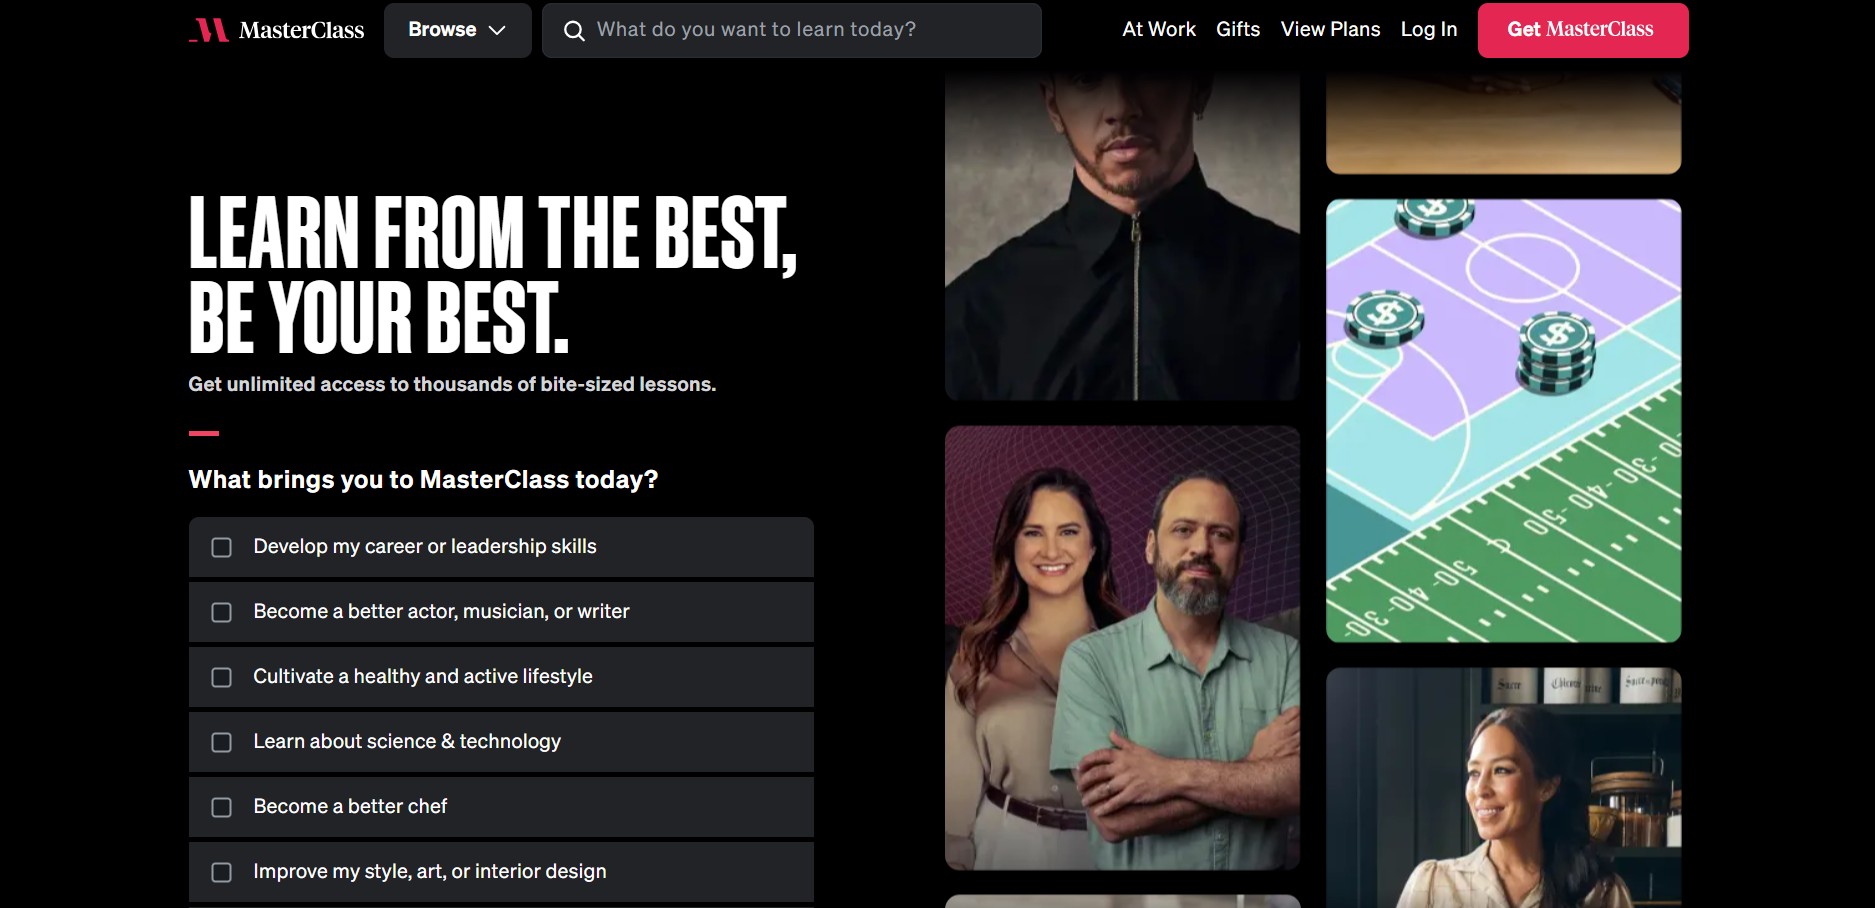 MasterClass
Browse
What do you want to learn today?
At Work
Gifts
View Plans
Log In
Get MasterClass
LEARN FROM THE BEST,
BE YOUR BEST.
Get unlimited access to thousands of bite-sized lessons.
What brings you to MasterClass today?
Develop my career or leadership skills
Become a better actor, musician, or writer
Cultivate a healthy and active lifestyle
Learn about science & technology
Become a better chef
Improve my style, art, or interior design
$
$
$
-30
-40-
50
-50-
-40-
-30-
Sucre